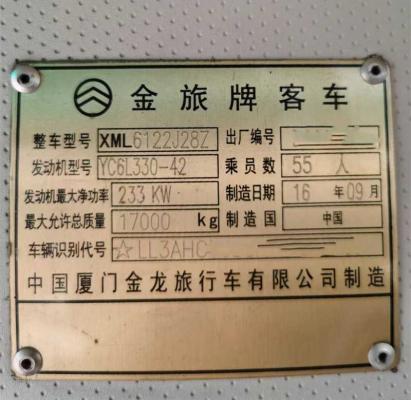 金旅牌客车
整车型号 XML6122J28Z 出厂编号
发动机型号 YC6L330-42 乘员数 55 人
发动机最大净功率 233 KW 制造日期 16 年 09 月
最大允许总质量 17000 kg 制造国 中国
车辆识别代号 ☆LL3AHC
中国厦门金龙旅行车有限公司制造